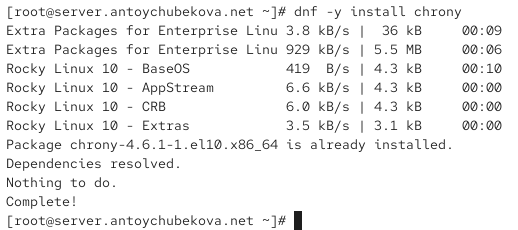 [root@server.antoychubekova.net ~]# dnf -y install chrony
Extra Packages for Enterprise Linu 3.8 kB/s |  36 kB     00:09
Extra Packages for Enterprise Linu 929 kB/s | 5.5 MB     00:06
Rocky Linux 10 - BaseOS            419  B/s | 4.3 kB     00:10
Rocky Linux 10 - AppStream         6.6 kB/s | 4.3 kB     00:00
Rocky Linux 10 - CRB               6.0 kB/s | 4.3 kB     00:00
Rocky Linux 10 - Extras            3.5 kB/s | 3.1 kB     00:00
Package chrony-4.6.1-1.el10.x86_64 is already installed.
Dependencies resolved.
Nothing to do.
Complete!
[root@server.antoychubekova.net ~]#